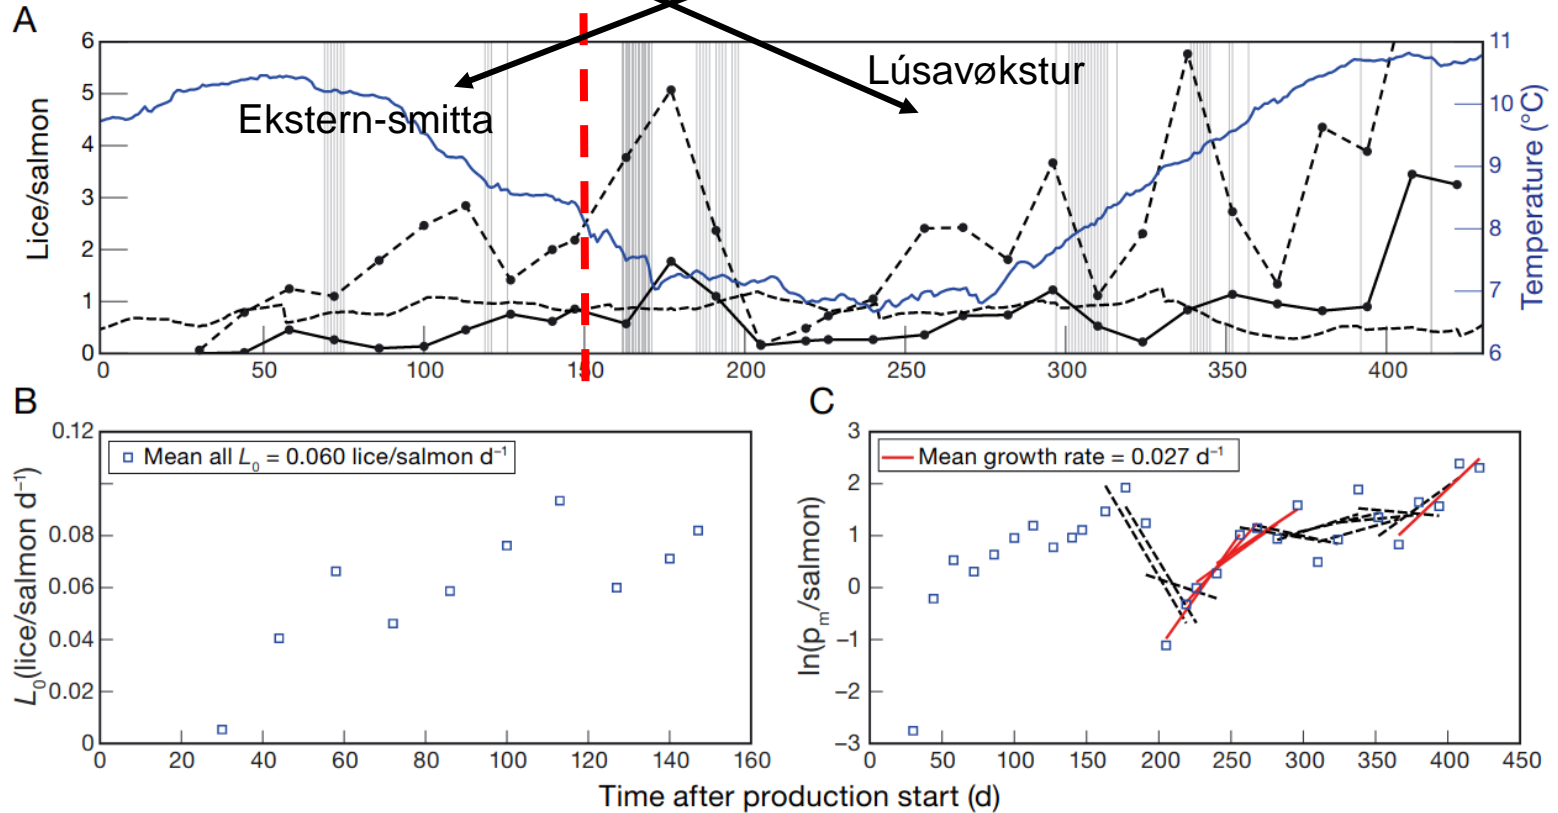 A
6
5
4
3
2
1
0
Lice/salmon
Ekstern-smitta
Lúsavøkstur
11
10
9
8
7
6
Temperature (°C)
0 50 100 150 200 250 300 350 400
B
0.12
0.08
0.06
0.04
0.02
0
L₀(lice/salmon d⁻¹)
Mean all L₀ = 0.060 lice/salmon d⁻¹
0 20 40 60 80 100 120 140 160
C
3
2
1
0
−1
−2
−3
ln(pₘ/salmon)
Mean growth rate = 0.027 d⁻¹
0 50 100 150 200 250 300 350 400 450
Time after production start (d)